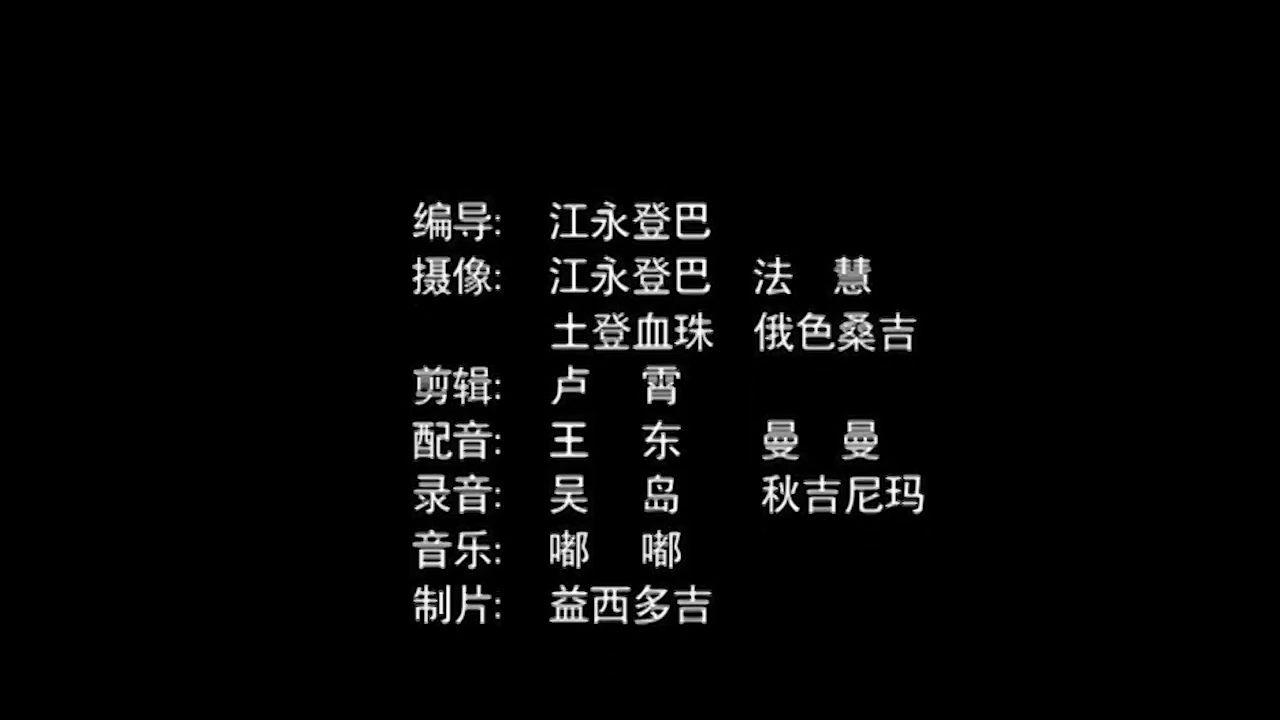 编导: 江永登巴
摄像: 江永登巴 法 慧
土登血珠 俄色桑吉
剪辑: 卢 霄
配音: 王 东 曼 曼
录音: 吴 岛 秋吉尼玛
音乐: 嘟 嘟
制片: 益西多吉